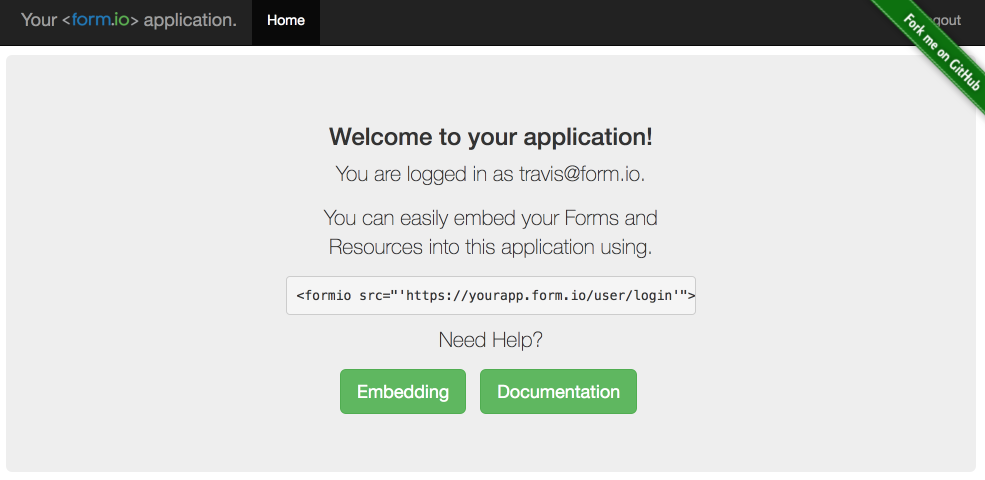 Your <form.io> application.
Home
Fork me on GitHub
Welcome to your application!
You are logged in as travis@form.io.
You can easily embed your Forms and
Resources into this application using.
<formio src="'https://yourapp.form.io/user/login'">
Need Help?
Embedding
Documentation